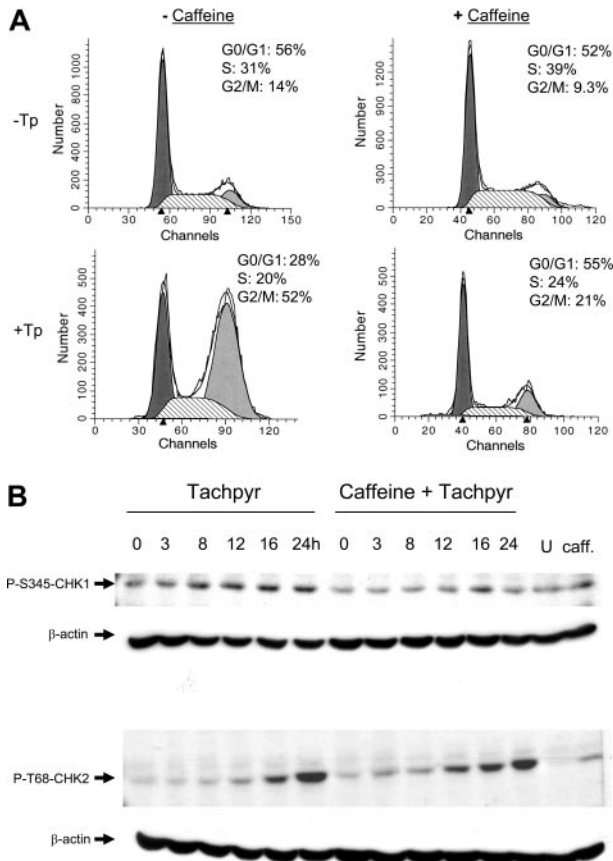 A
- Caffeine
+ Caffeine
-Tp
Number
1000
800
600
400
200
0
G0/G1: 56%
S: 31%
G2/M: 14%
0 30 60 90 120 150
Channels
Number
1200
900
600
300
0
G0/G1: 52%
S: 39%
G2/M: 9.3%
0 20 40 60 80 100 120
Channels
+Tp
Number
500
400
300
200
100
0
G0/G1: 28%
S: 20%
G2/M: 52%
0 30 60 90 120
Channels
Number
500
400
300
200
100
0
G0/G1: 55%
S: 24%
G2/M: 21%
0 20 40 60 80 100 120
Channels
B
Tachpyr
Caffeine + Tachpyr
0 3 8 12 16 24h 0 3 8 12 16 24 U caff.
P-S345-CHK1
β-actin
P-T68-CHK2
β-actin